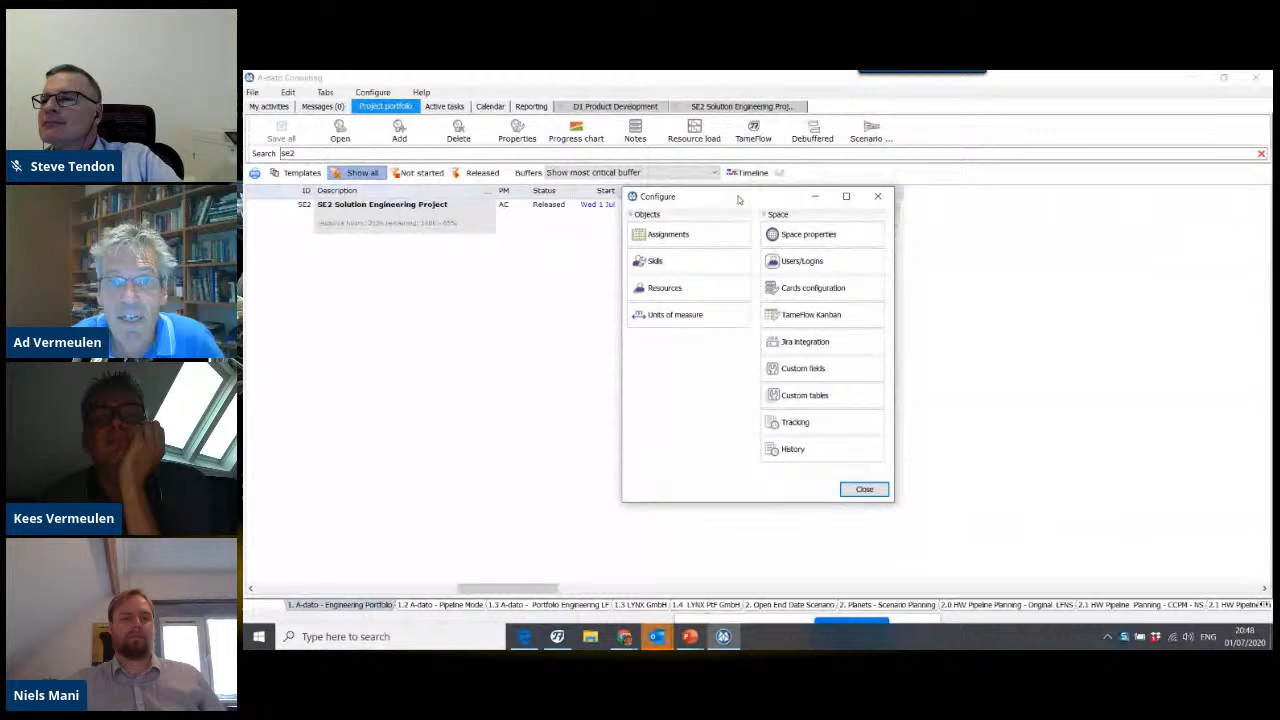 Steve Tendon
Ad Vermeulen
Kees Vermeulen
Niels Mani
A-dato Consulting
File Edit Tabs Configure Help
My activities Messages (0) Project portfolio Active tasks Calendar Reporting D1 Product Development SE2 Solution Engineering Proj...
Save all Open Add Delete Properties Progress chart Notes Resource load TameFlow Debuffered Scenario ...
Search se2
Templates Show all Not started Released Buffers Show most critical buffer Timeline
ID Description ... PM Status Start
SE2 SE2 Solution Engineering Project AC Released Wed 1 Jul
Configure
Objects
Assignments
Skills
Resources
Units of measure
Space
Space properties
Users/Logins
Cards configuration
TameFlow Kanban
Jira integration
Custom fields
Custom tables
Tracking
History
Close
1. A-dato - Engineering Portfolio 1.2 A-dato - Pipeline Mode 1.3 A-dato - Portfolio Engineering LF 1.3 LYNX GmbH 1.4 LYNX PtF GmbH 2. Open End Date Scenario 2. Planets - Scenario Planning 2.0 HW Pipeline Planning - Original LFNS 2.1 HW Pipeline Planning - CCPM - NS 2.1 HW Pipeline
Type here to search
ENG
20:48
01/07/2020